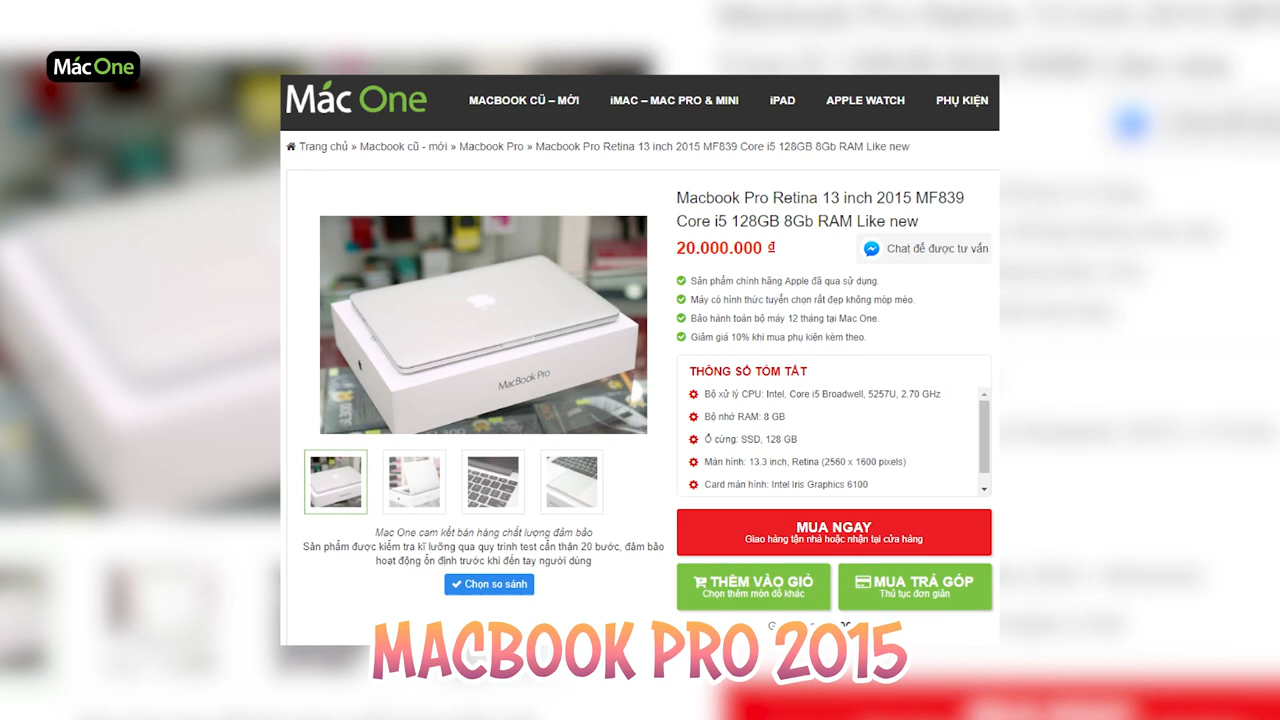 Mác One
Mác One
MACBOOK CŨ – MỚI
iMAC – MAC PRO & MINI
iPAD
APPLE WATCH
PHỤ KIỆN
Trang chủ » Macbook cũ - mới » Macbook Pro » Macbook Pro Retina 13 inch 2015 MF839 Core i5 128GB 8Gb RAM Like new
Macbook Pro Retina 13 inch 2015 MF839
Core i5 128GB 8Gb RAM Like new
20.000.000 ₫
Chat để được tư vấn
Sản phẩm chính hãng Apple đã qua sử dụng.
Máy có hình thức tuyển chọn rất đẹp không móp méo.
Bảo hành toàn bộ máy 12 tháng tại Mac One.
Giảm giá 10% khi mua phụ kiện kèm theo.
THÔNG SỐ TÓM TẮT
Bộ xử lý CPU: Intel, Core i5 Broadwell, 5257U, 2.70 GHz
Bộ nhớ RAM: 8 GB
Ổ cứng: SSD, 128 GB
Màn hình: 13.3 inch, Retina (2560 x 1600 pixels)
Card màn hình: Intel Iris Graphics 6100
MacBook Pro
Mac One cam kết bán hàng chất lượng đảm bảo
Sản phẩm được kiểm tra kĩ lưỡng qua quy trình test cẩn thận 20 bước, đảm bảo
hoạt động ổn định trước khi đến tay người dùng
Chọn so sánh
MUA NGAY
Giao hàng tận nhà hoặc nhận tại cửa hàng
THÊM VÀO GIỎ
Chọn thêm món đồ khác
MUA TRẢ GÓP
Thủ tục đơn giản
MACBOOK PRO 2015